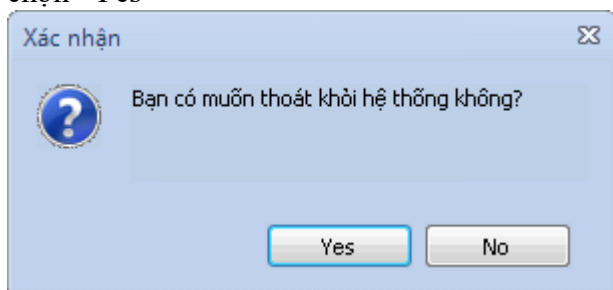 Xác nhận
Bạn có muốn thoát khỏi hệ thống không?
Yes
No